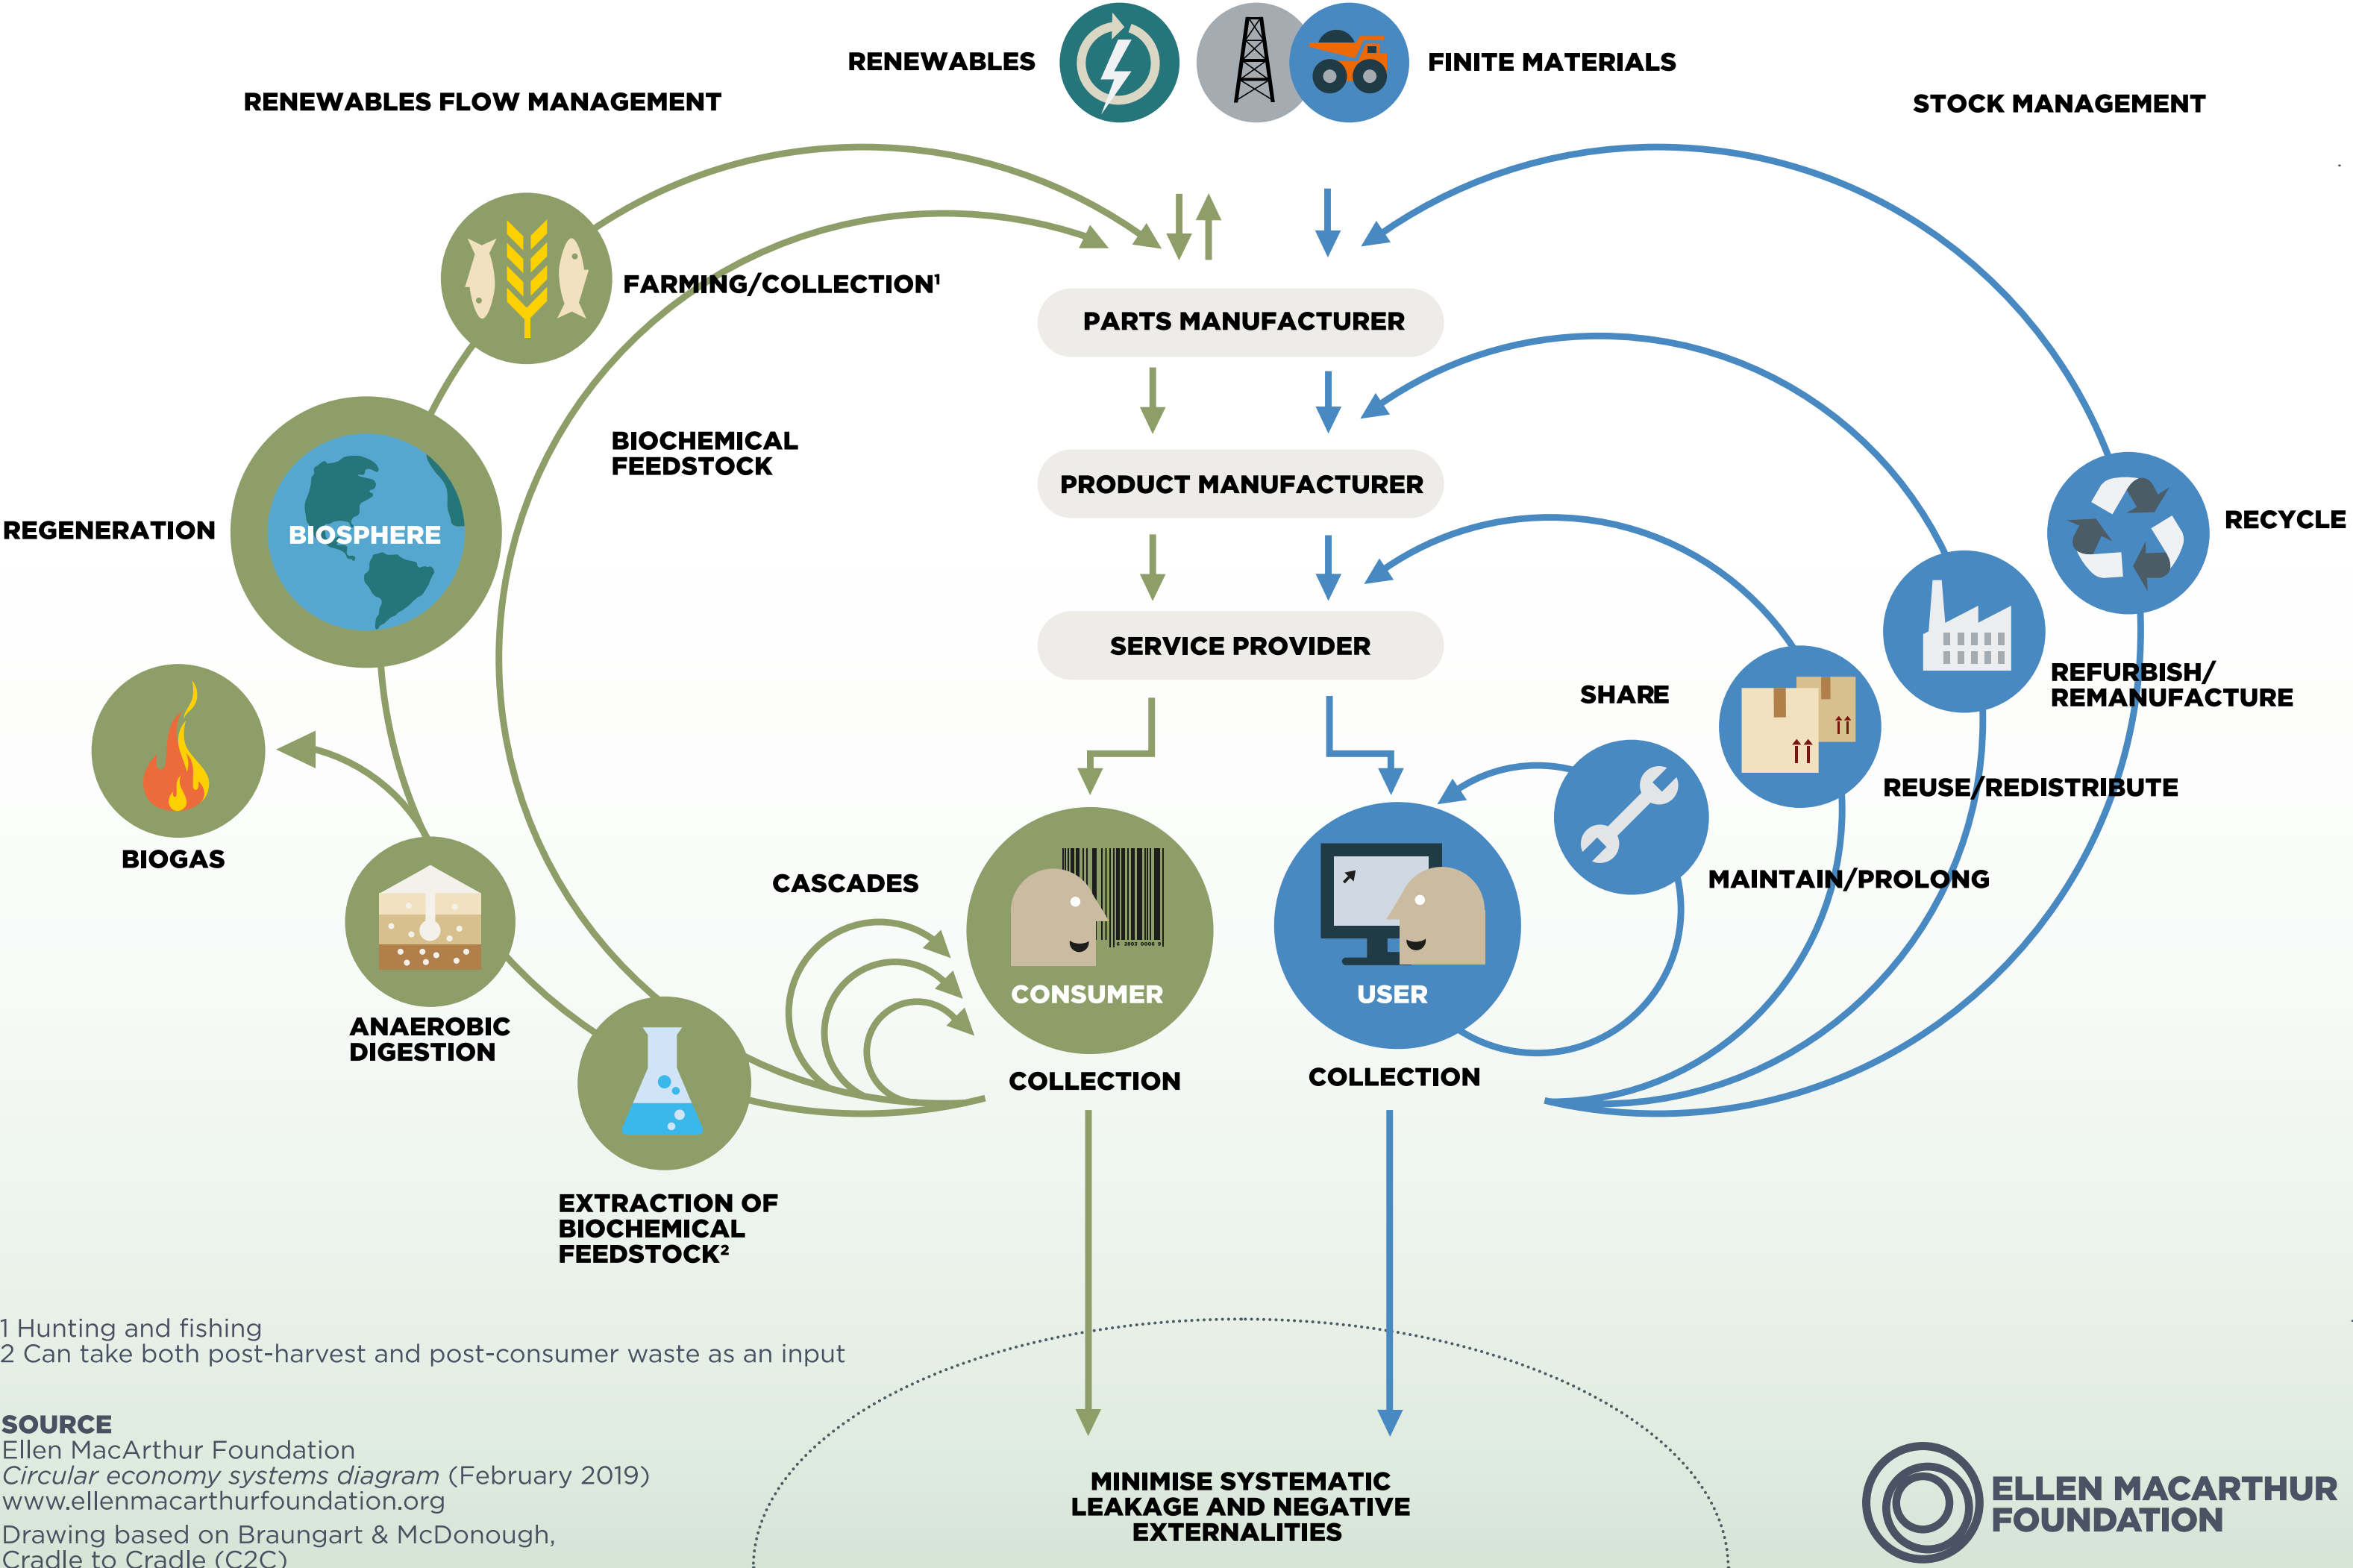 RENEWABLES
FINITE MATERIALS
RENEWABLES FLOW MANAGEMENT
STOCK MANAGEMENT
FARMING/COLLECTION¹
PARTS MANUFACTURER
BIOCHEMICAL
FEEDSTOCK
PRODUCT MANUFACTURER
REGENERATION
BIOSPHERE
RECYCLE
SERVICE PROVIDER
SHARE
REFURBISH/
REMANUFACTURE
REUSE/REDISTRIBUTE
BIOGAS
CASCADES
MAINTAIN/PROLONG
6 2803 0006 9
CONSUMER
USER
ANAEROBIC
DIGESTION
COLLECTION
COLLECTION
EXTRACTION OF
BIOCHEMICAL
FEEDSTOCK²
1 Hunting and fishing
2 Can take both post-harvest and post-consumer waste as an input
SOURCE
Ellen MacArthur Foundation
Circular economy systems diagram (February 2019)
www.ellenmacarthurfoundation.org
Drawing based on Braungart & McDonough,
Cradle to Cradle (C2C)
MINIMISE SYSTEMATIC
LEAKAGE AND NEGATIVE
EXTERNALITIES
ELLEN MACARTHUR
FOUNDATION